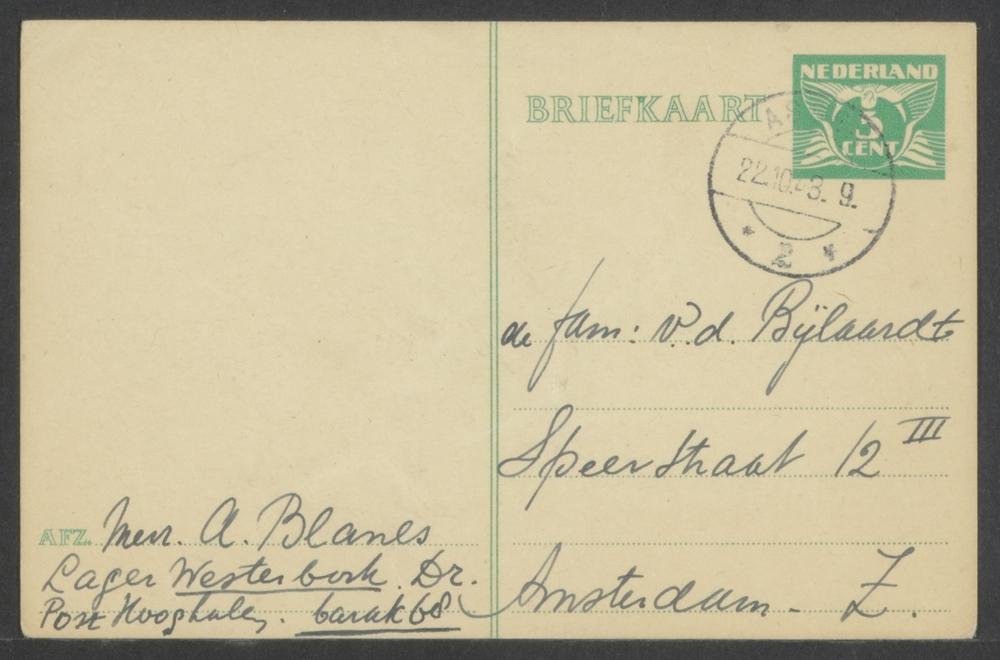 NEDERLAND
5
CENT
BRIEFKAART
22.10.43. 9.
2
de fam: v. d. Bijlaardt
Speerstraat 12 III
Amsterdam - Z.
AFZ. Mevr. A. Blanes
Lager Westerbork. Dr.
Post Hooghalen. barak 68